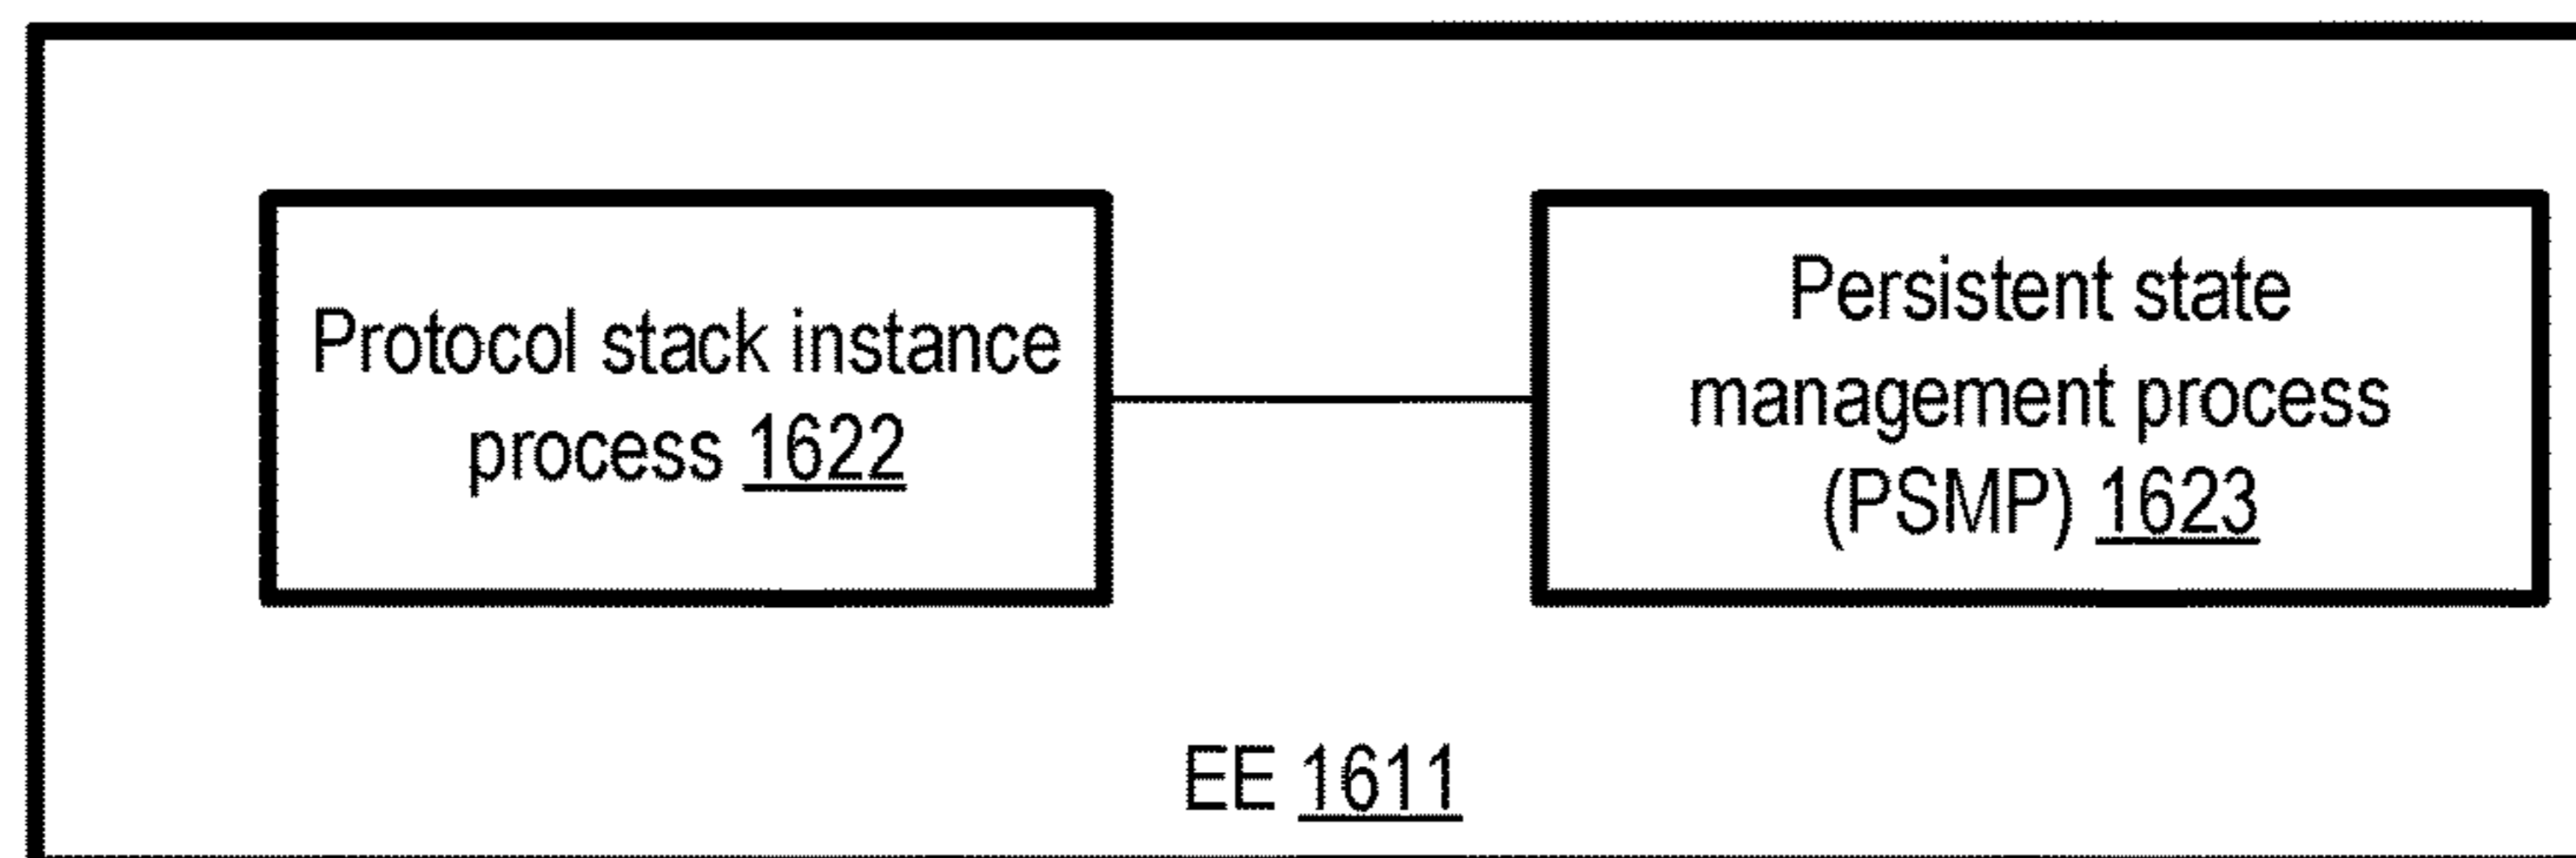 Protocol stack instance
process 1622
Persistent state
management process
(PSMP) 1623
EE 1611